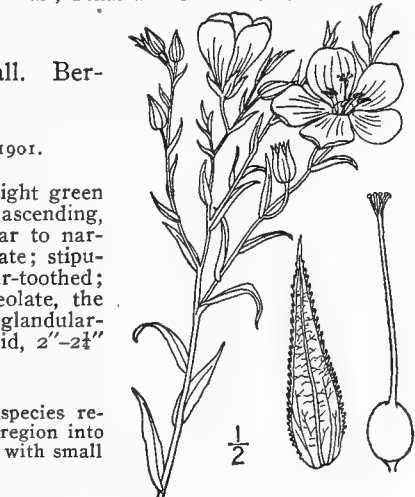 all. Ber-
1901.
ight green
ascending,
ar to nar-
ate; stipu-
r-toothed;
eolate, the
glandular-
id, 2″–2¼″
species re-
region into
with small
1/2